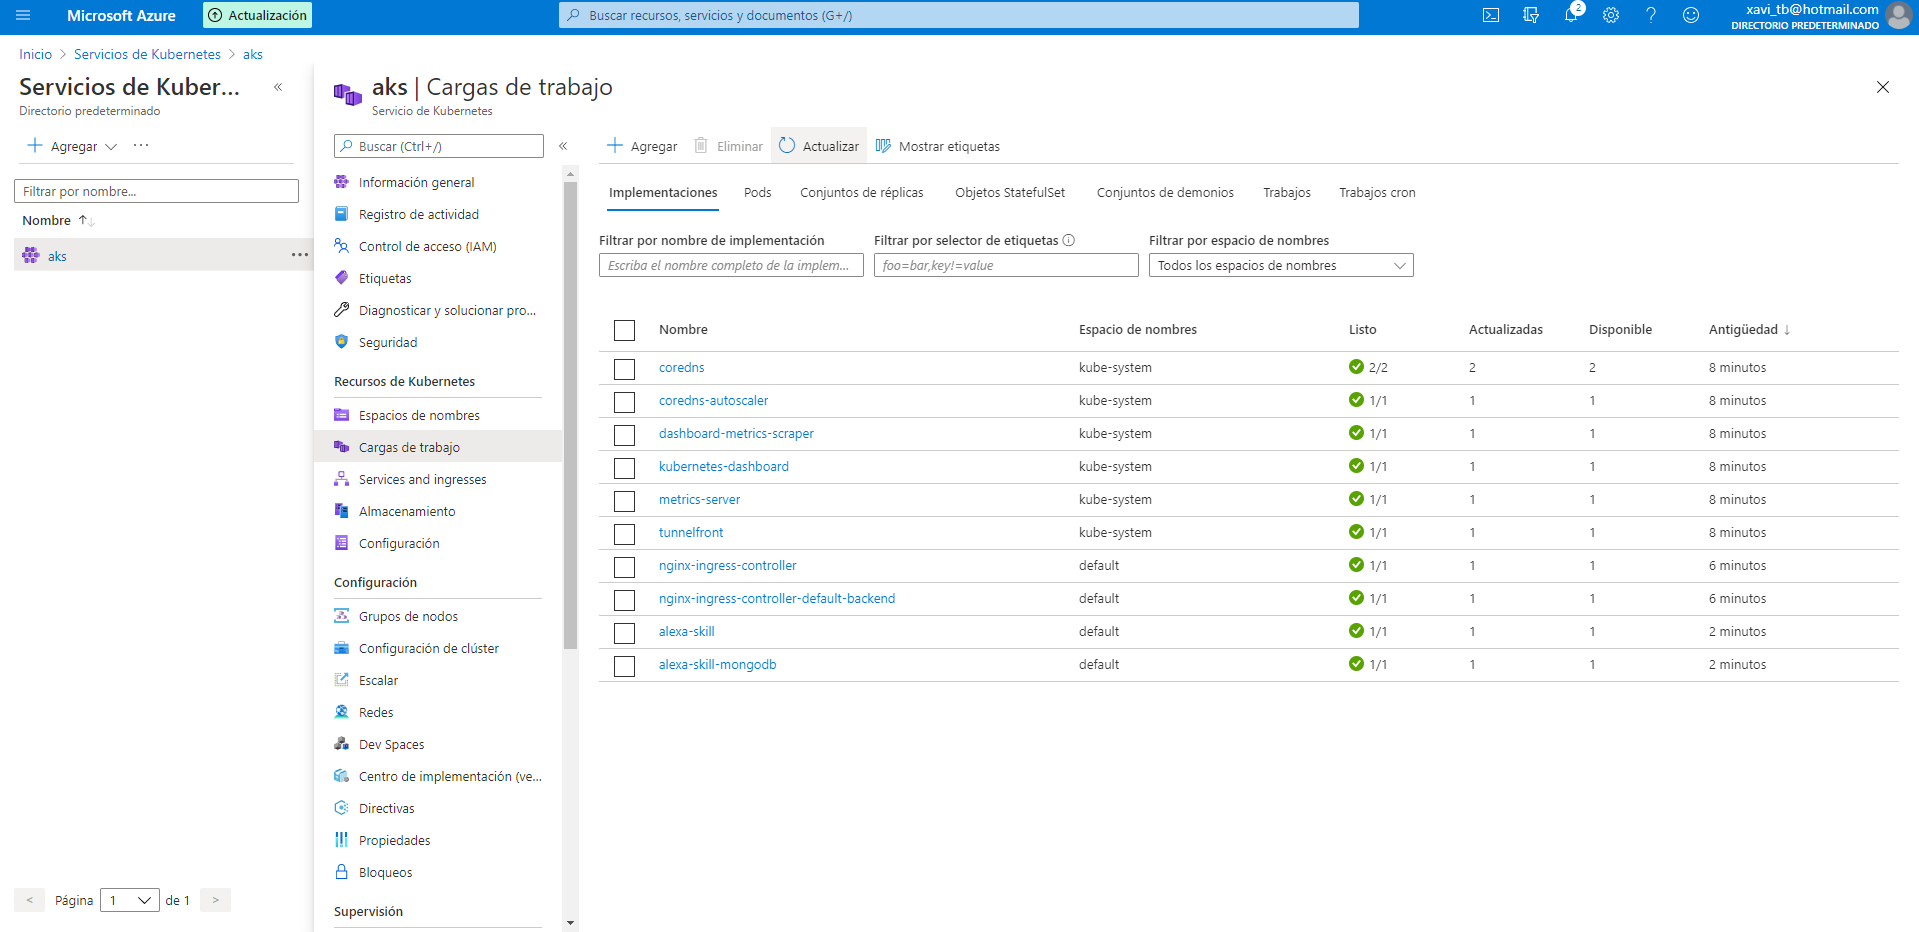 Microsoft Azure
Actualización
Buscar recursos, servicios y documentos (G+/)
2
xavi_tb@hotmail.com
DIRECTORIO PREDETERMINADO
Inicio > Servicios de Kubernetes > aks
Servicios de Kuber...
«
Directorio predeterminado
+ Agregar ...
Filtrar por nombre...
Nombre ↑↓
aks ...
< Página 1 de 1 >
aks | Cargas de trabajo
Servicio de Kubernetes
Buscar (Ctrl+/) «
Información general
Registro de actividad
Control de acceso (IAM)
Etiquetas
Diagnosticar y solucionar pro...
Seguridad
Recursos de Kubernetes
Espacios de nombres
Cargas de trabajo
Services and ingresses
Almacenamiento
Configuración
Configuración
Grupos de nodos
Configuración de clúster
Escalar
Redes
Dev Spaces
Centro de implementación (ve...
Directivas
Propiedades
Bloqueos
Supervisión
+ Agregar Eliminar Actualizar Mostrar etiquetas
Implementaciones Pods Conjuntos de réplicas Objetos StatefulSet Conjuntos de demonios Trabajos Trabajos cron
Filtrar por nombre de implementación Filtrar por selector de etiquetas Filtrar por espacio de nombres
Escriba el nombre completo de la implem... foo=bar,key!=value Todos los espacios de nombres
Nombre Espacio de nombres Listo Actualizadas Disponible Antigüedad ↓
coredns kube-system 2/2 2 2 8 minutos
coredns-autoscaler kube-system 1/1 1 1 8 minutos
dashboard-metrics-scraper kube-system 1/1 1 1 8 minutos
kubernetes-dashboard kube-system 1/1 1 1 8 minutos
metrics-server kube-system 1/1 1 1 8 minutos
tunnelfront kube-system 1/1 1 1 8 minutos
nginx-ingress-controller default 1/1 1 1 6 minutos
nginx-ingress-controller-default-backend default 1/1 1 1 6 minutos
alexa-skill default 1/1 1 1 2 minutos
alexa-skill-mongodb default 1/1 1 1 2 minutos